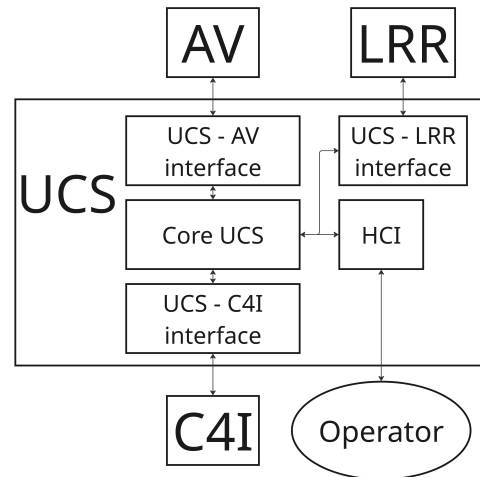 AV
LRR
UCS - AV
interface
UCS - LRR
interface
UCS
Core UCS
HCI
UCS - C4I
interface
C4I
Operator